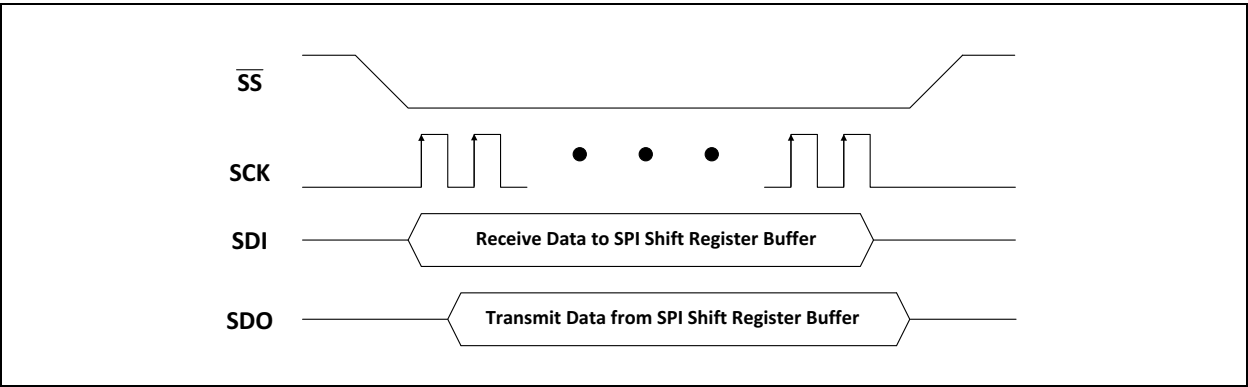 SS
SCK
SDI
Receive Data to SPI Shift Register Buffer
SDO
Transmit Data from SPI Shift Register Buffer